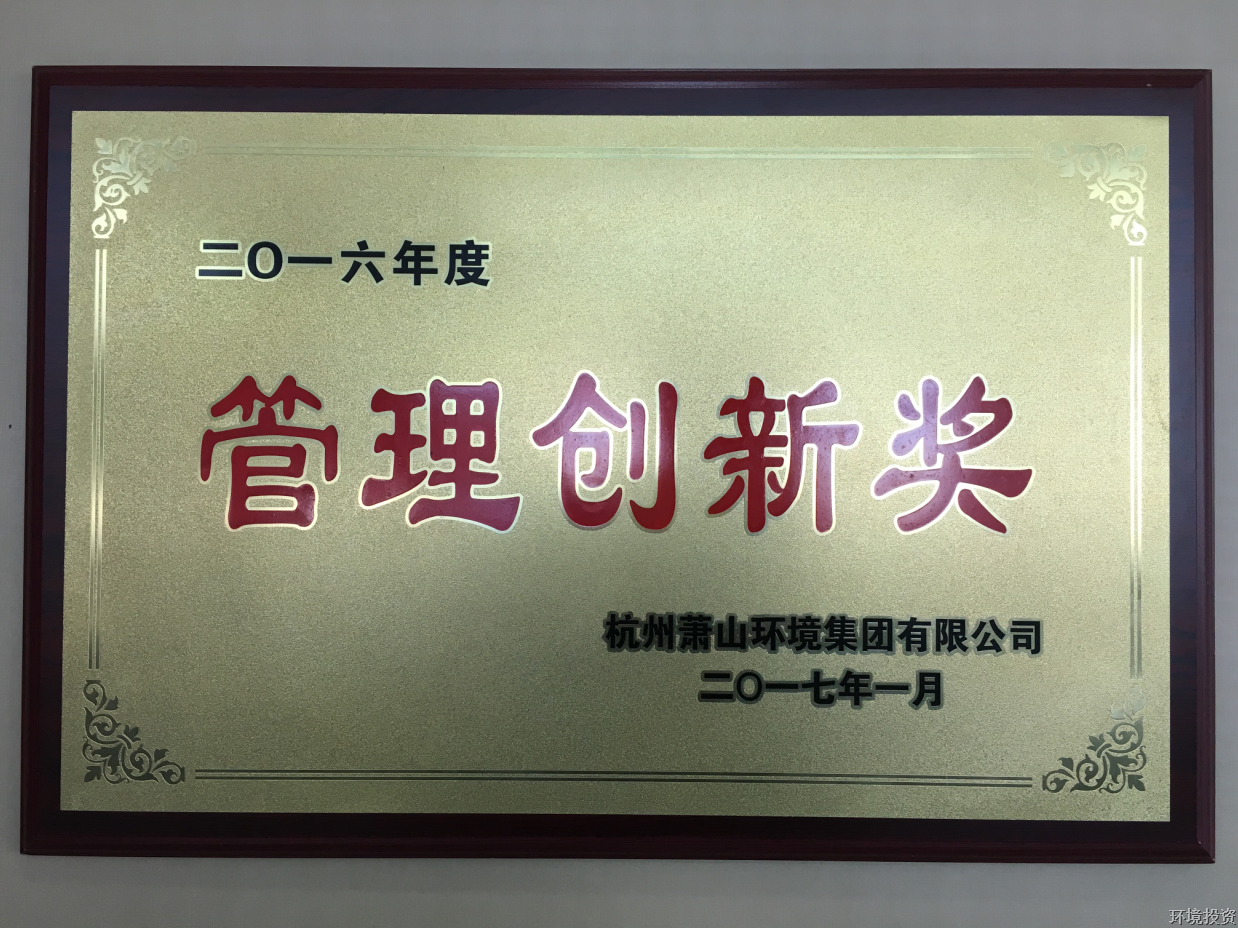 二〇一六年度
管理创新奖
杭州萧山环境集团有限公司
二〇一七年一月
环境投资